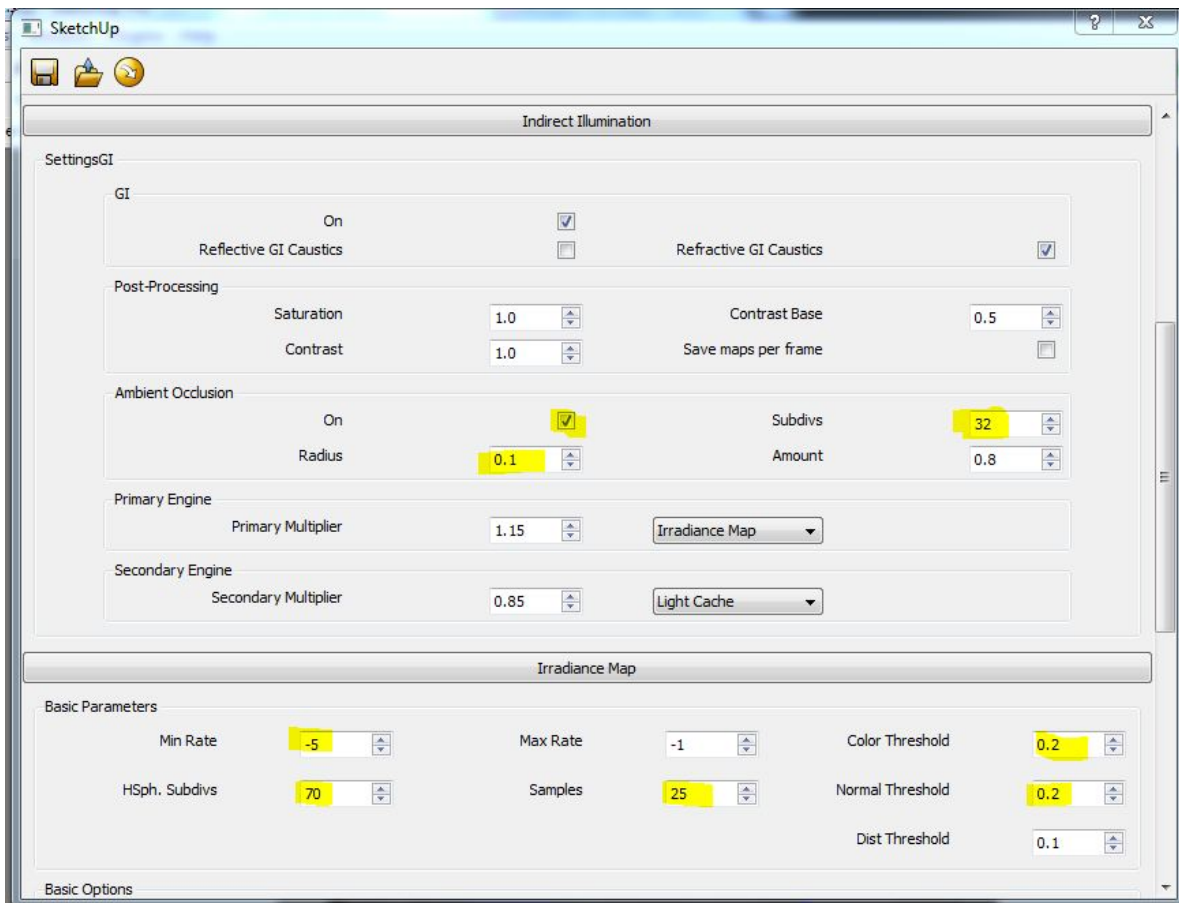 SketchUp
Indirect Illumination
SettingsGI
GI
On
Reflective GI Caustics Refractive GI Caustics
Post-Processing
Saturation 1.0 Contrast Base 0.5
Contrast 1.0 Save maps per frame
Ambient Occlusion
On Subdivs 32
Radius 0.1 Amount 0.8
Primary Engine
Primary Multiplier 1.15 Irradiance Map
Secondary Engine
Secondary Multiplier 0.85 Light Cache
Irradiance Map
Basic Parameters
Min Rate -5 Max Rate -1 Color Threshold 0.2
HSph. Subdivs 70 Samples 25 Normal Threshold 0.2
Dist Threshold 0.1
Basic Options